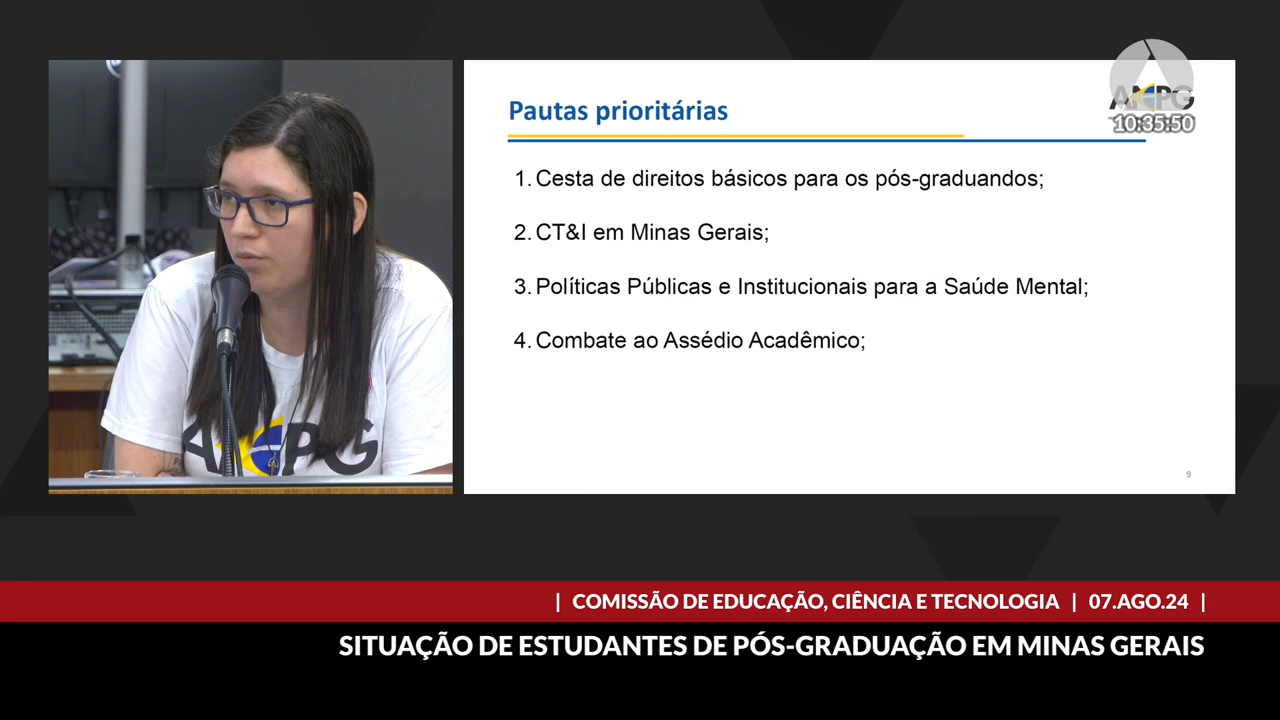 Pautas prioritárias
ANPG
10:35:50
1. Cesta de direitos básicos para os pós-graduandos;
2. CT&I em Minas Gerais;
3. Políticas Públicas e Institucionais para a Saúde Mental;
4. Combate ao Assédio Acadêmico;
9
ANPG
| COMISSÃO DE EDUCAÇÃO, CIÊNCIA E TECNOLOGIA | 07.AGO.24 |
SITUAÇÃO DE ESTUDANTES DE PÓS-GRADUAÇÃO EM MINAS GERAIS